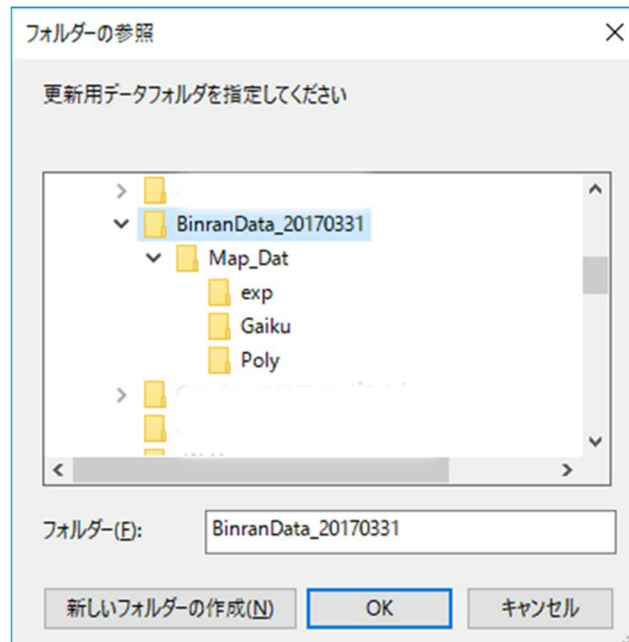 フォルダーの参照
更新用データフォルダを指定してください
BinranData_20170331
Map_Dat
exp
Gaiku
Poly
フォルダー(F):
BinranData_20170331
新しいフォルダーの作成(N)
OK
キャンセル